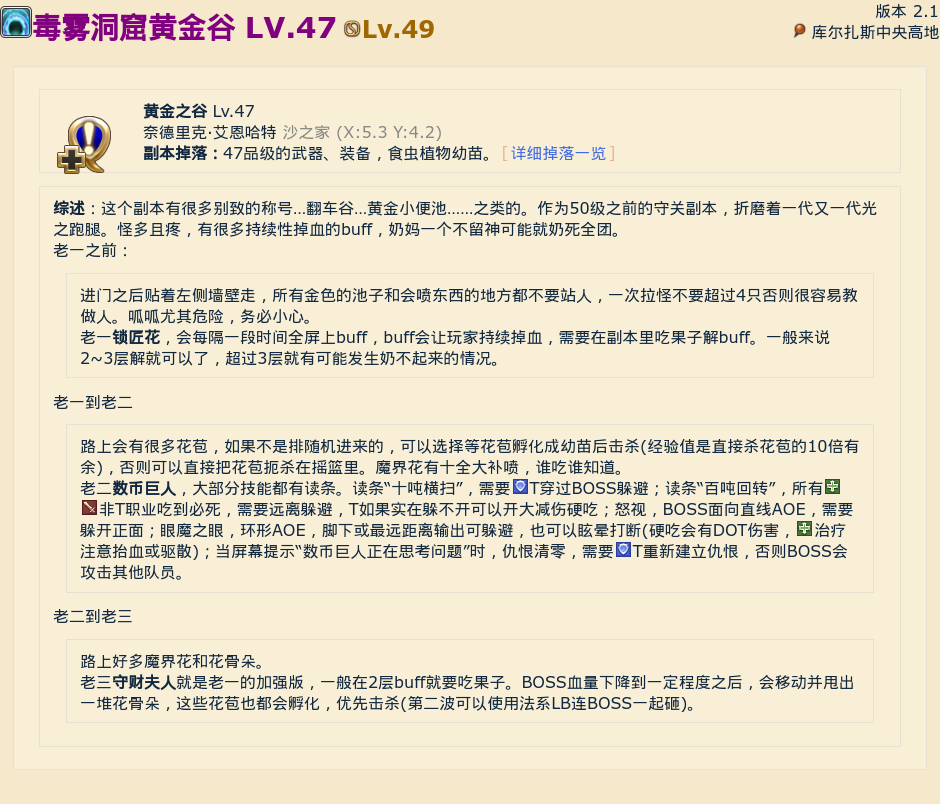 毒雾洞窟黄金谷 LV.47 Lv.49
版本 2.1
库尔扎斯中央高地
黄金之谷 Lv.47
奈德里克·艾恩哈特 沙之家 (X:5.3 Y:4.2)
副本掉落：47品级的武器、装备，食虫植物幼苗。 [详细掉落一览]
综述：这个副本有很多别致的称号…翻车谷…黄金小便池……之类的。作为50级之前的守关副本，折磨着一代又一代光
之跑腿。怪多且疼，有很多持续性掉血的buff，奶妈一个不留神可能就奶死全团。
老一之前：
进门之后贴着左侧墙壁走，所有金色的池子和会喷东西的地方都不要站人，一次拉怪不要超过4只否则很容易教
做人。呱呱尤其危险，务必小心。
老一锁匠花，会每隔一段时间全屏上buff，buff会让玩家持续掉血，需要在副本里吃果子解buff。一般来说
2~3层解就可以了，超过3层就有可能发生奶不起来的情况。
老一到老二
路上会有很多花苞，如果不是排随机进来的，可以选择等花苞孵化成幼苗后击杀(经验值是直接杀花苞的10倍有
余)，否则可以直接把花苞扼杀在摇篮里。魔界花有十全大补喷，谁吃谁知道。
老二数币巨人，大部分技能都有读条。读条“十吨横扫”，需要T穿过BOSS躲避；读条“百吨回转”，所有
非T职业吃到必死，需要远离躲避，T如果实在躲不开可以开大减伤硬吃；怒视，BOSS面向直线AOE，需要
躲开正面；眼魔之眼，环形AOE，脚下或最远距离输出可躲避，也可以眩晕打断(硬吃会有DOT伤害，治疗
注意抬血或驱散)；当屏幕提示“数币巨人正在思考问题”时，仇恨清零，需要T重新建立仇恨，否则BOSS会
攻击其他队员。
老二到老三
路上好多魔界花和花骨朵。
老三守财夫人就是老一的加强版，一般在2层buff就要吃果子。BOSS血量下降到一定程度之后，会移动并甩出
一堆花骨朵，这些花苞也都会孵化，优先击杀(第二波可以使用法系LB连BOSS一起砸)。